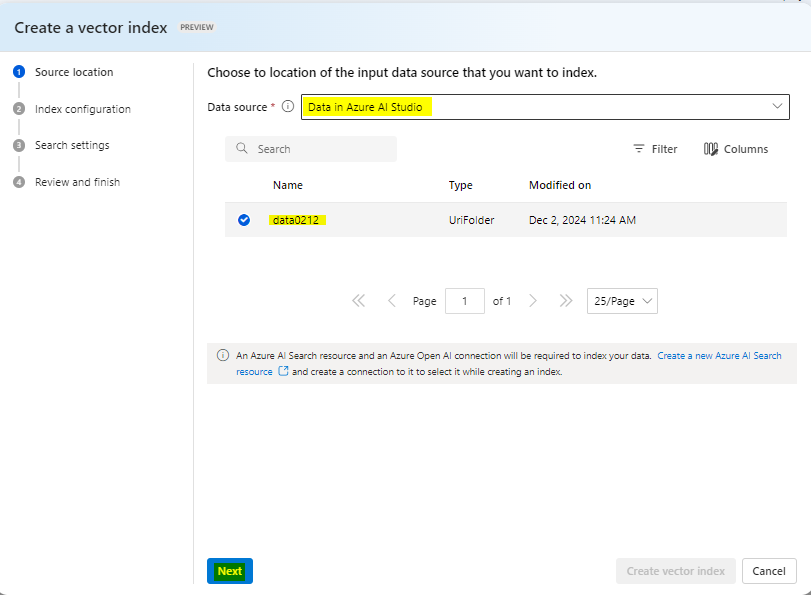 Create a vector index PREVIEW
1 Source location
2 Index configuration
3 Search settings
4 Review and finish
Choose to location of the input data source that you want to index.
Data source * Data in Azure AI Studio
Search Filter Columns
Name Type Modified on
data0212 UriFolder Dec 2, 2024 11:24 AM
Page 1 of 1 25/Page
An Azure AI Search resource and an Azure Open AI connection will be required to index your data. Create a new Azure AI Search
resource and create a connection to it to select it while creating an index.
Next Create vector index Cancel